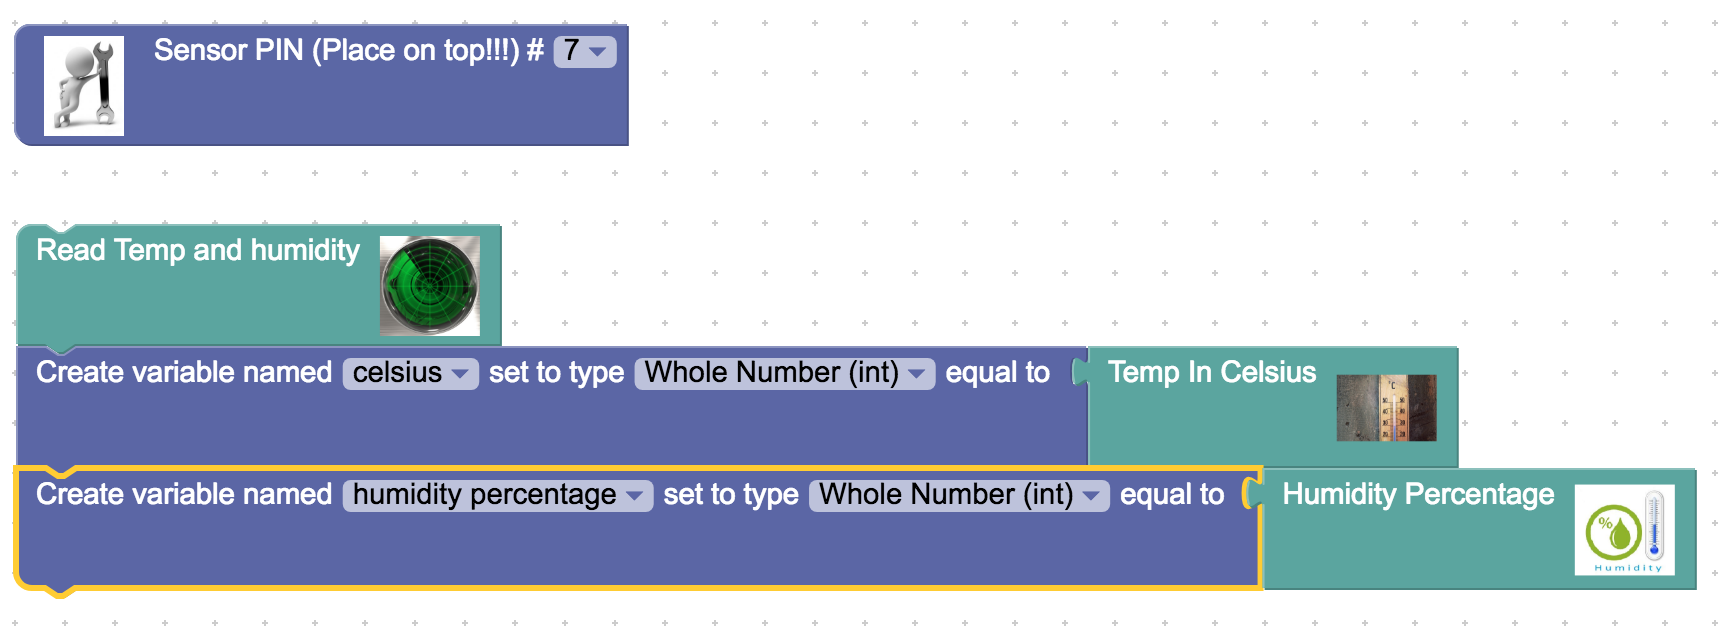 Sensor PIN (Place on top!!!) # 7
Read Temp and humidity
Create variable named celsius set to type Whole Number (int) equal to Temp In Celsius
°C
Create variable named humidity percentage set to type Whole Number (int) equal to Humidity Percentage
%
Humidity